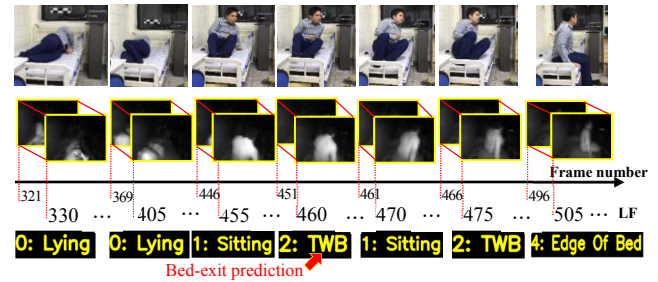 Frame number
321 369 446 451 461 466 496
330 ... 405 ... 455 460 ... 470 475 ... 505 ... LF
0: Lying 0: Lying 1: Sitting 2: TWB 1: Sitting 2: TWB 4: Edge Of Bed
Bed-exit prediction